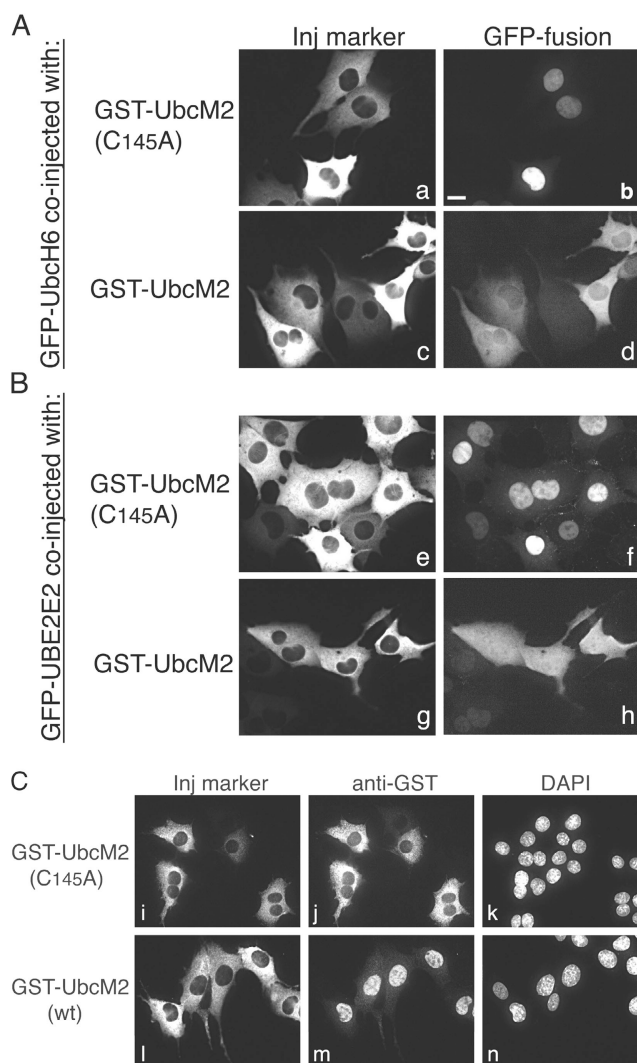 A
GFP-UbcH6 co-injected with:
Inj marker
GFP-fusion
GST-UbcM2
(C145A)
a
b
GST-UbcM2
c
d
B
GFP-UBE2E2 co-injected with:
GST-UbcM2
(C145A)
e
f
GST-UbcM2
g
h
C
Inj marker
anti-GST
DAPI
GST-UbcM2
(C145A)
i
j
k
GST-UbcM2
(wt)
l
m
n